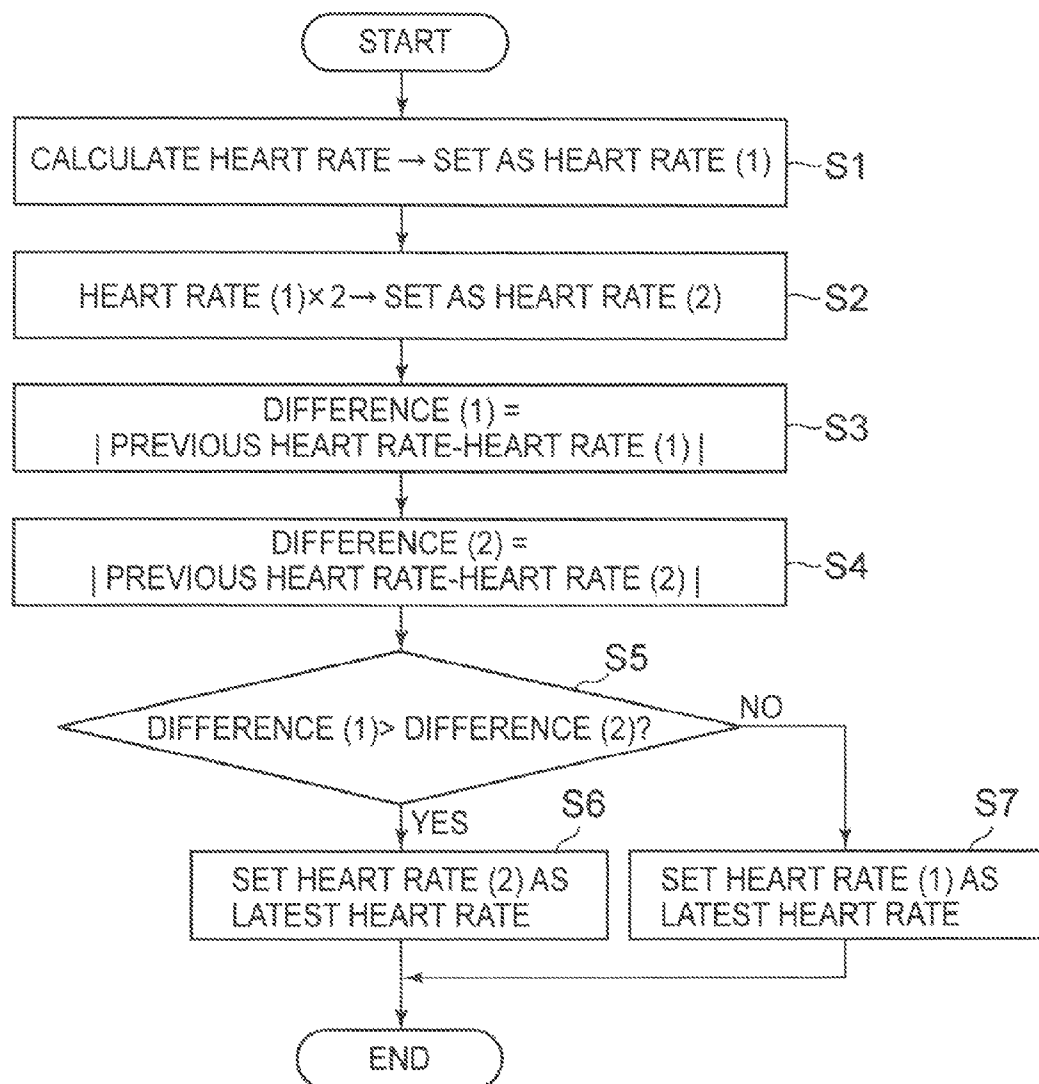 START
CALCULATE HEART RATE → SET AS HEART RATE (1)
S1
HEART RATE (1)×2→ SET AS HEART RATE (2)
S2
DIFFERENCE (1) =
| PREVIOUS HEART RATE-HEART RATE (1) |
S3
DIFFERENCE (2) =
| PREVIOUS HEART RATE-HEART RATE (2) |
S4
S5
DIFFERENCE (1)> DIFFERENCE (2)?
NO
YES
S6
SET HEART RATE (2) AS
LATEST HEART RATE
S7
SET HEART RATE (1) AS
LATEST HEART RATE
END